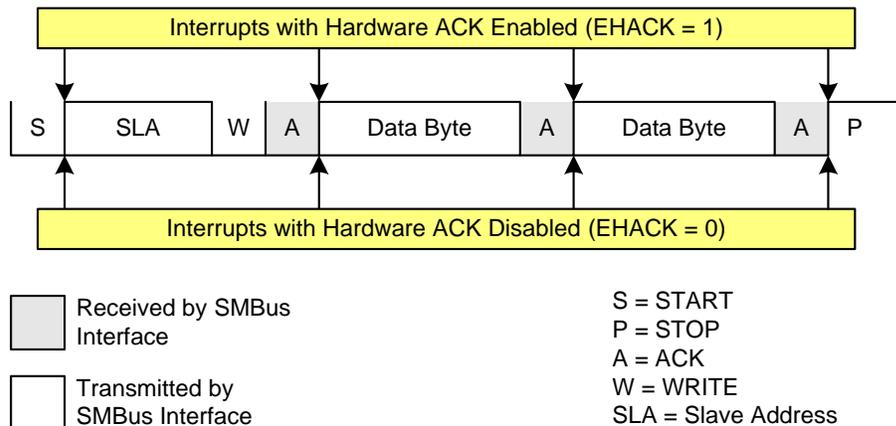 Interrupts with Hardware ACK Enabled (EHACK = 1)
S SLA W A Data Byte A Data Byte A P
Interrupts with Hardware ACK Disabled (EHACK = 0)
Received by SMBus
Interface
Transmitted by
SMBus Interface
S = START
P = STOP
A = ACK
W = WRITE
SLA = Slave Address